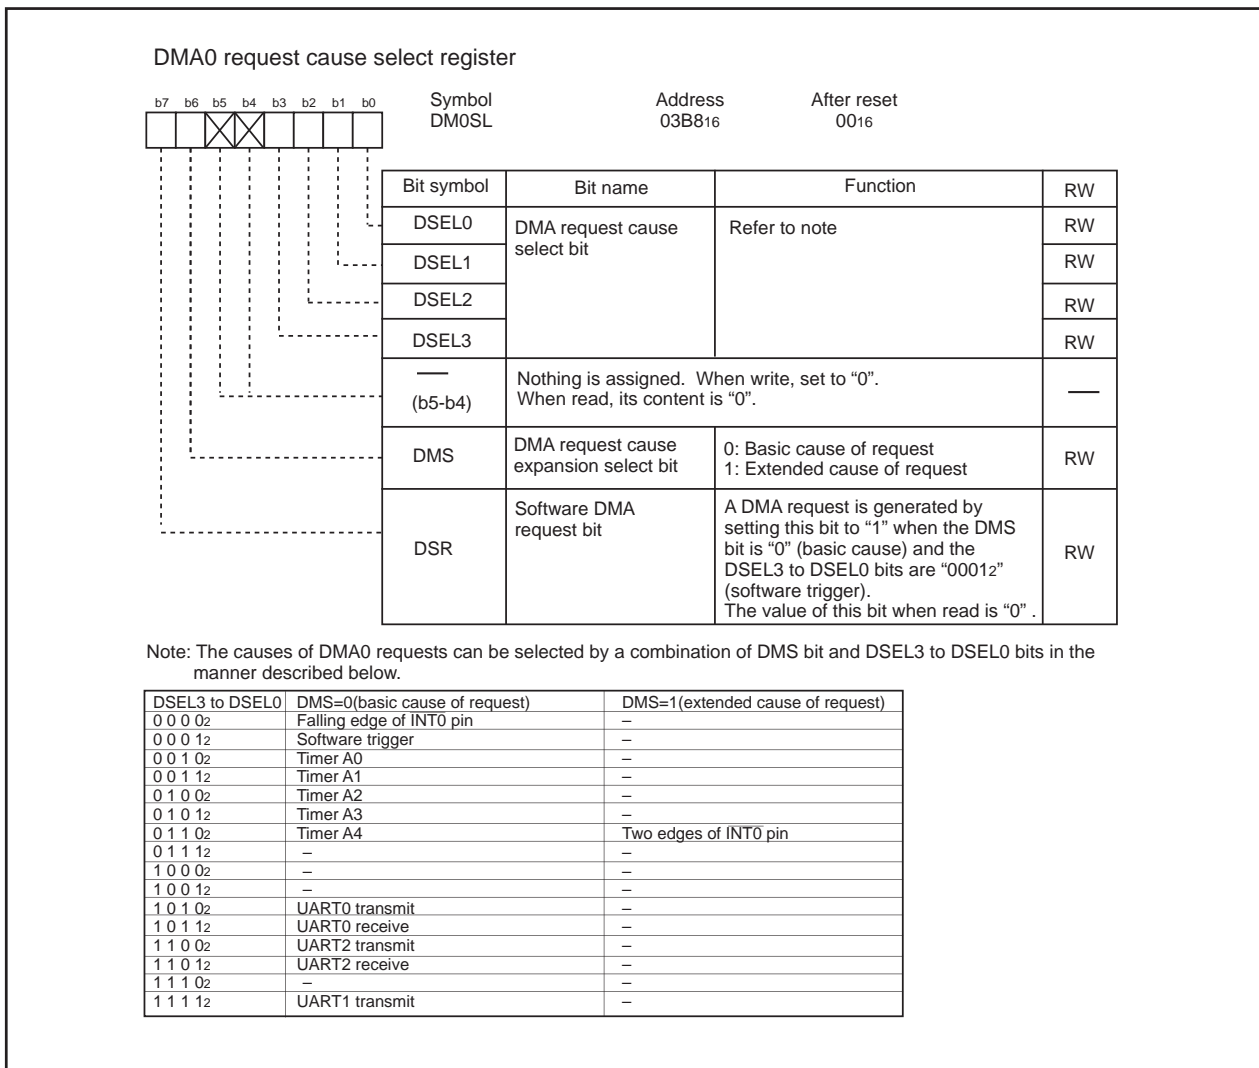 DMA0 request cause select register
b7 b6 b5 b4 b3 b2 b1 b0
Symbol Address After reset
DM0SL 03B816 0016
Bit symbol Bit name Function RW
DSEL0 DMA request cause select bit Refer to note RW
DSEL1 RW
DSEL2 RW
DSEL3 RW
— Nothing is assigned. When write, set to “0”.
(b5-b4) When read, its content is “0”. —
DMS DMA request cause expansion select bit 0: Basic cause of request RW
1: Extended cause of request
DSR Software DMA request bit A DMA request is generated by RW
setting this bit to “1” when the DMS
bit is “0” (basic cause) and the
DSEL3 to DSEL0 bits are “00012”
(software trigger).
The value of this bit when read is “0” .
Note: The causes of DMA0 requests can be selected by a combination of DMS bit and DSEL3 to DSEL0 bits in the
manner described below.
DSEL3 to DSEL0 DMS=0(basic cause of request) DMS=1(extended cause of request)
0 0 0 02 Falling edge of INT0 pin –
0 0 0 12 Software trigger –
0 0 1 02 Timer A0 –
0 0 1 12 Timer A1 –
0 1 0 02 Timer A2 –
0 1 0 12 Timer A3 –
0 1 1 02 Timer A4 Two edges of INT0 pin
0 1 1 12 – –
1 0 0 02 – –
1 0 0 12 – –
1 0 1 02 UART0 transmit –
1 0 1 12 UART0 receive –
1 1 0 02 UART2 transmit –
1 1 0 12 UART2 receive –
1 1 1 02 – –
1 1 1 12 UART1 transmit –